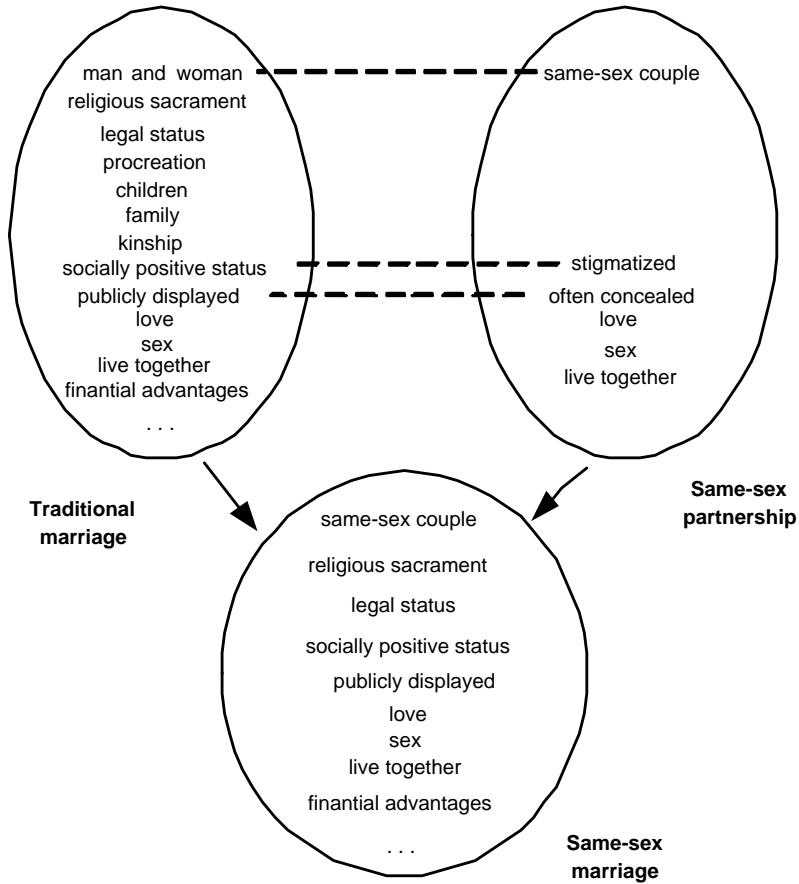 man and woman
religious sacrament
legal status
procreation
children
family
kinship
socially positive status
publicly displayed
love
sex
live together
finantial advantages
. . .
Traditional
marriage
same-sex couple
stigmatized
often concealed
love
sex
live together
Same-sex
partnership
same-sex couple
religious sacrament
legal status
socially positive status
publicly displayed
love
sex
live together
finantial advantages
. . .
Same-sex
marriage